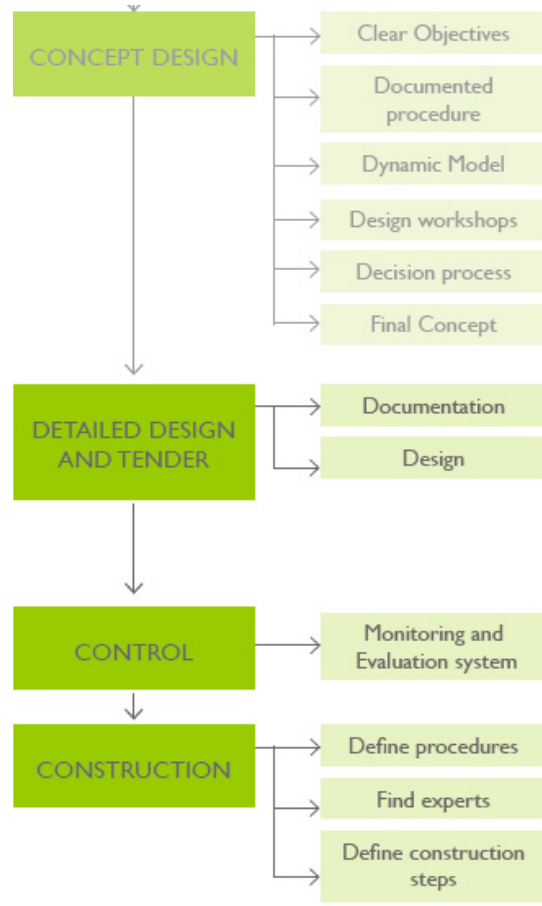 CONCEPT DESIGN
Clear Objectives
Documented
procedure
Dynamic Model
Design workshops
Decision process
Final Concept
DETAILED DESIGN
AND TENDER
Documentation
Design
CONTROL
Monitoring and
Evaluation system
CONSTRUCTION
Define procedures
Find experts
Define construction
steps